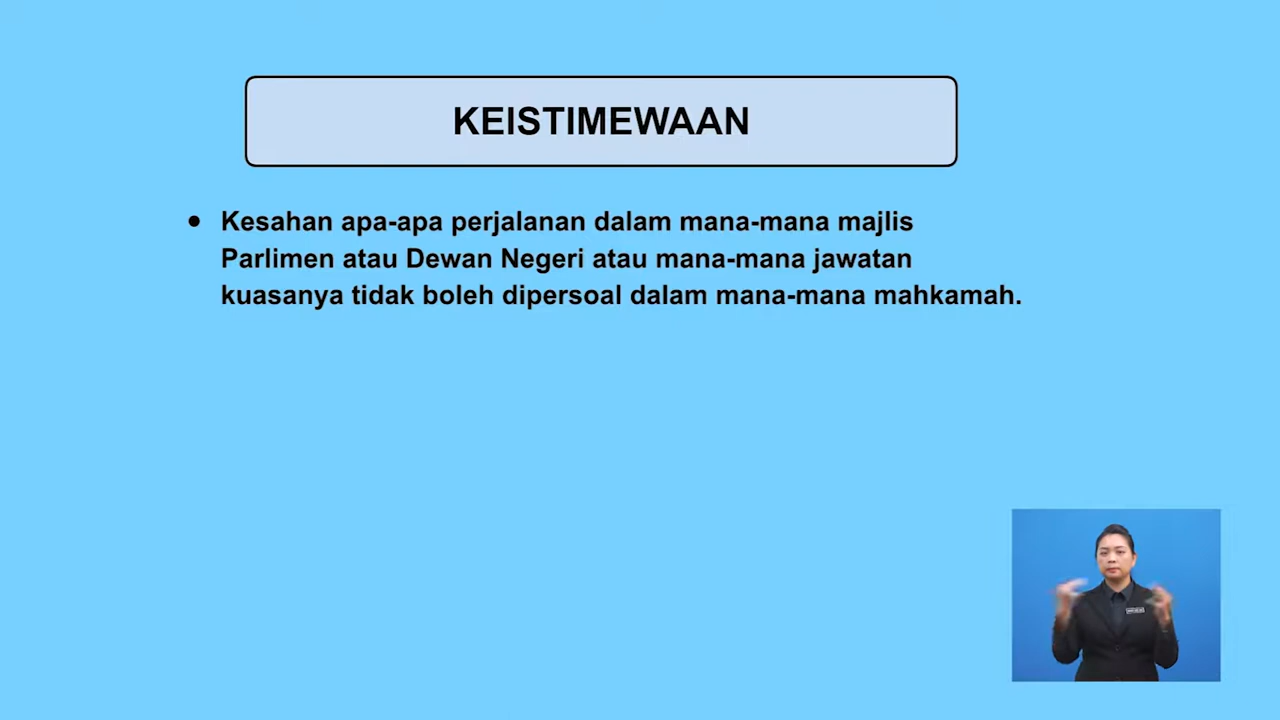 KEISTIMEWAAN
• Kesahan apa-apa perjalanan dalam mana-mana majlis
Parlimen atau Dewan Negeri atau mana-mana jawatan
kuasanya tidak boleh dipersoal dalam mana-mana mahkamah.